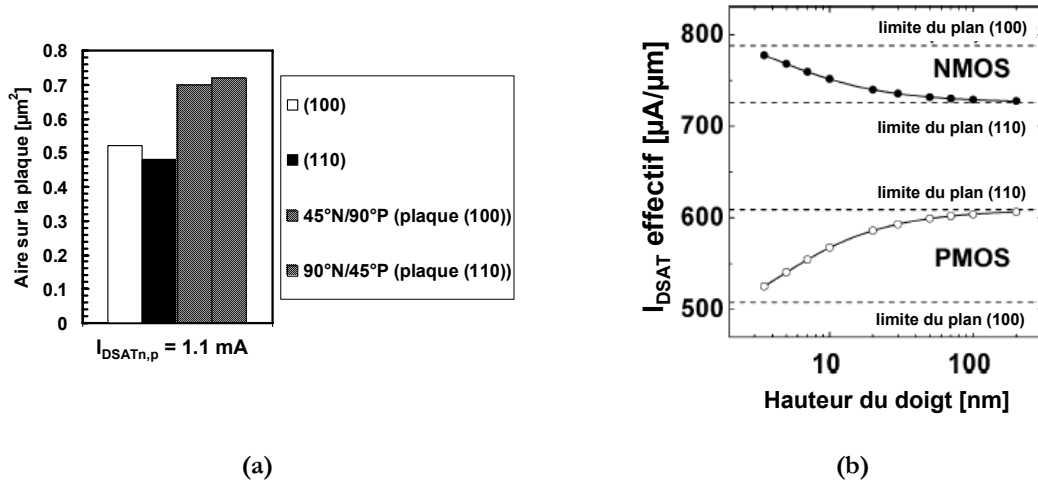 0.8
0.7
0.6
0.5
0.4
0.3
0.2
0.1
0
Aire sur la plaque [µm²]
I_DSATn,p = 1.1 mA
(100)
(110)
45°N/90°P (plaque (100))
90°N/45°P (plaque (110))
(a)
800
700
600
500
I_DSAT effectif [µA/µm]
limite du plan (100)
NMOS
limite du plan (110)
limite du plan (110)
PMOS
limite du plan (100)
10
100
Hauteur du doigt [nm]
(b)